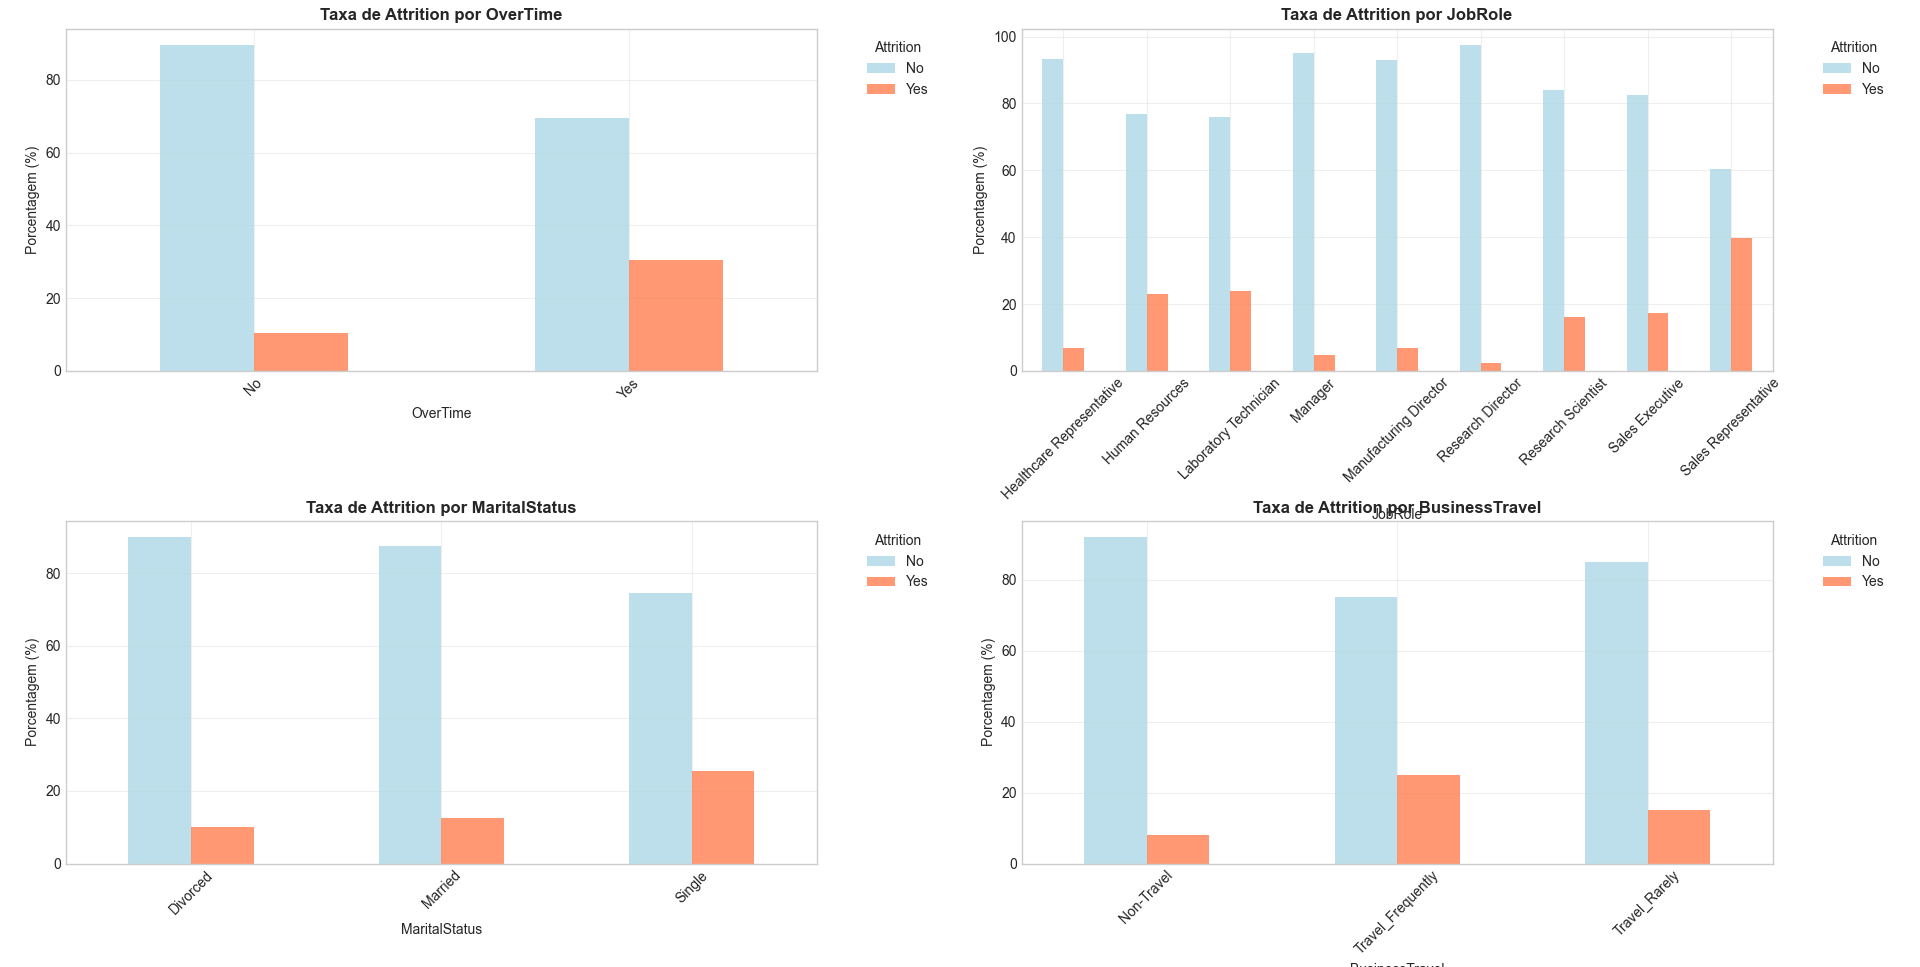 Taxa de Attrition por OverTime
Attrition
No
Yes
Porcentagem (%)
80
60
40
20
0
No
Yes
OverTime
Taxa de Attrition por JobRole
Attrition
No
Yes
Porcentagem (%)
100
80
60
40
20
0
Healthcare Representative
Human Resources
Laboratory Technician
Manager
Manufacturing Director
Research Director
Research Scientist
Sales Executive
Sales Representative
JobRole
Taxa de Attrition por MaritalStatus
Attrition
No
Yes
Porcentagem (%)
80
60
40
20
0
Divorced
Married
Single
MaritalStatus
Taxa de Attrition por BusinessTravel
Attrition
No
Yes
Porcentagem (%)
80
60
40
20
0
Non-Travel
Travel_Frequently
Travel_Rarely
BusinessTravel